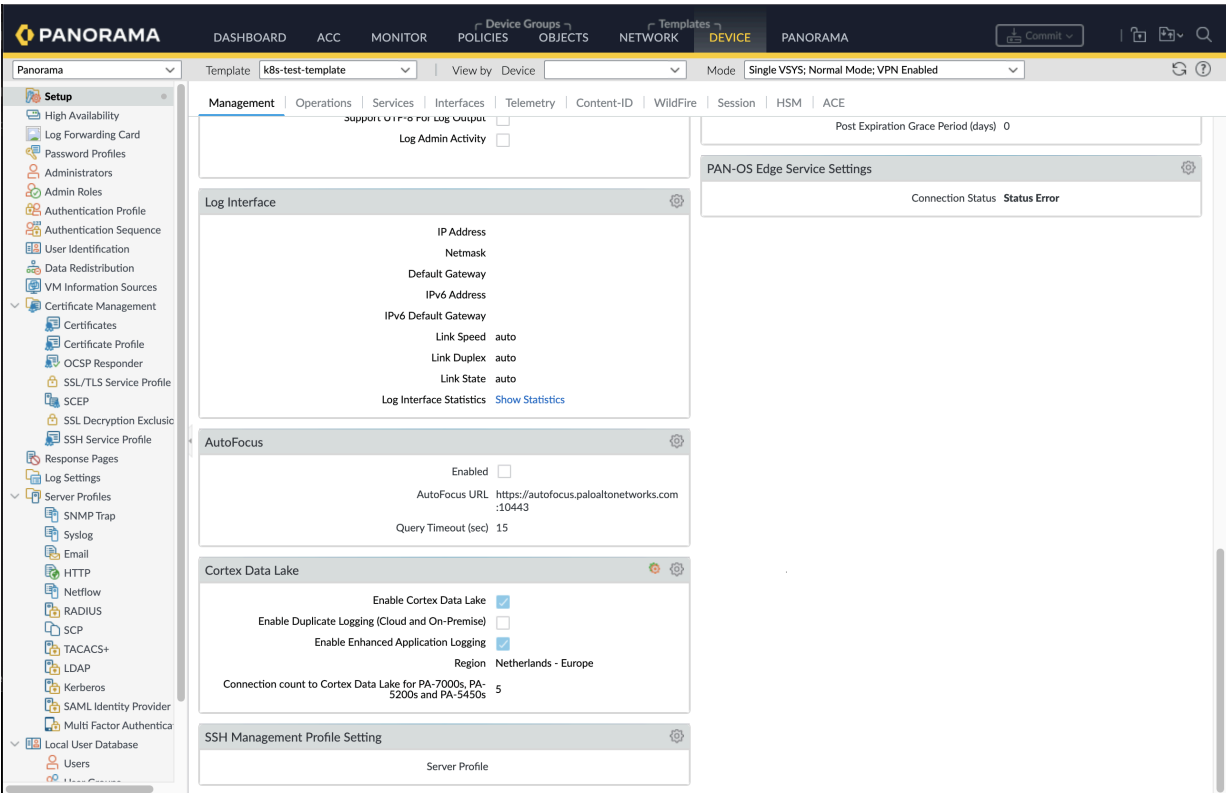 PANORAMA
Device Groups
Templates
DASHBOARD ACC MONITOR POLICIES OBJECTS NETWORK DEVICE PANORAMA
Commit
Panorama
Template k8s-test-template View by Device Mode Single VSYS; Normal Mode; VPN Enabled
Setup
High Availability
Log Forwarding Card
Password Profiles
Administrators
Admin Roles
Authentication Profile
Authentication Sequence
User Identification
Data Redistribution
VM Information Sources
Certificate Management
Certificates
Certificate Profile
OCSP Responder
SSL/TLS Service Profile
SCEP
SSL Decryption Exclusio
SSH Service Profile
Response Pages
Log Settings
Server Profiles
SNMP Trap
Syslog
Email
HTTP
Netflow
RADIUS
SCP
TACACS+
LDAP
Kerberos
SAML Identity Provider
Multi Factor Authentica
Local User Database
Users
User Groups
Management Operations Services Interfaces Telemetry Content-ID WildFire Session HSM ACE
Support UTF-8 For Log Output
Log Admin Activity
Log Interface
IP Address
Netmask
Default Gateway
IPv6 Address
IPv6 Default Gateway
Link Speed auto
Link Duplex auto
Link State auto
Log Interface Statistics Show Statistics
AutoFocus
Enabled
AutoFocus URL https://autofocus.paloaltonetworks.com
:10443
Query Timeout (sec) 15
Cortex Data Lake
Enable Cortex Data Lake
Enable Duplicate Logging (Cloud and On-Premise)
Enable Enhanced Application Logging
Region Netherlands - Europe
Connection count to Cortex Data Lake for PA-7000s, PA-
5200s and PA-5450s 5
SSH Management Profile Setting
Server Profile
Post Expiration Grace Period (days) 0
PAN-OS Edge Service Settings
Connection Status Status Error